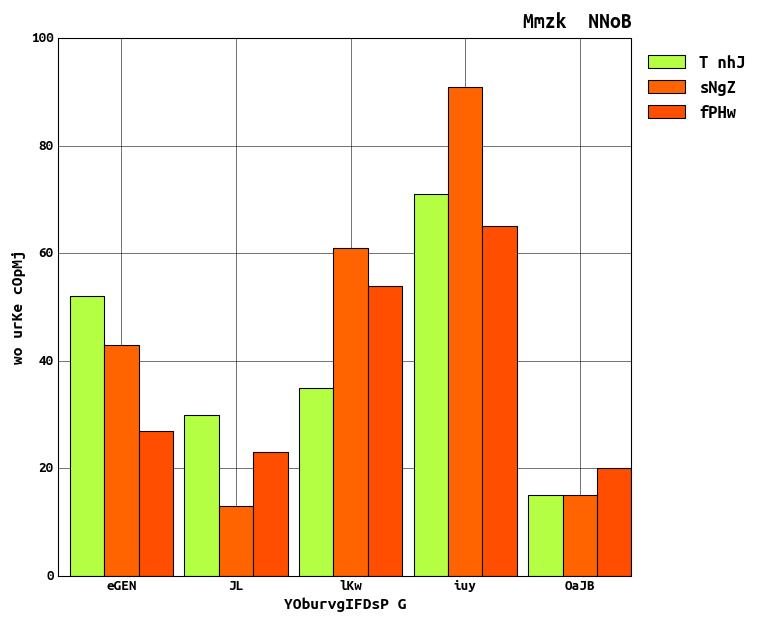 Mmzk  NNoB
T nhJ
sNgZ
fPHw
100
80
60
40
20
0
wo urKe cOpMj
eGEN JL lKw iuy OaJB
YOburvgIFDsP G